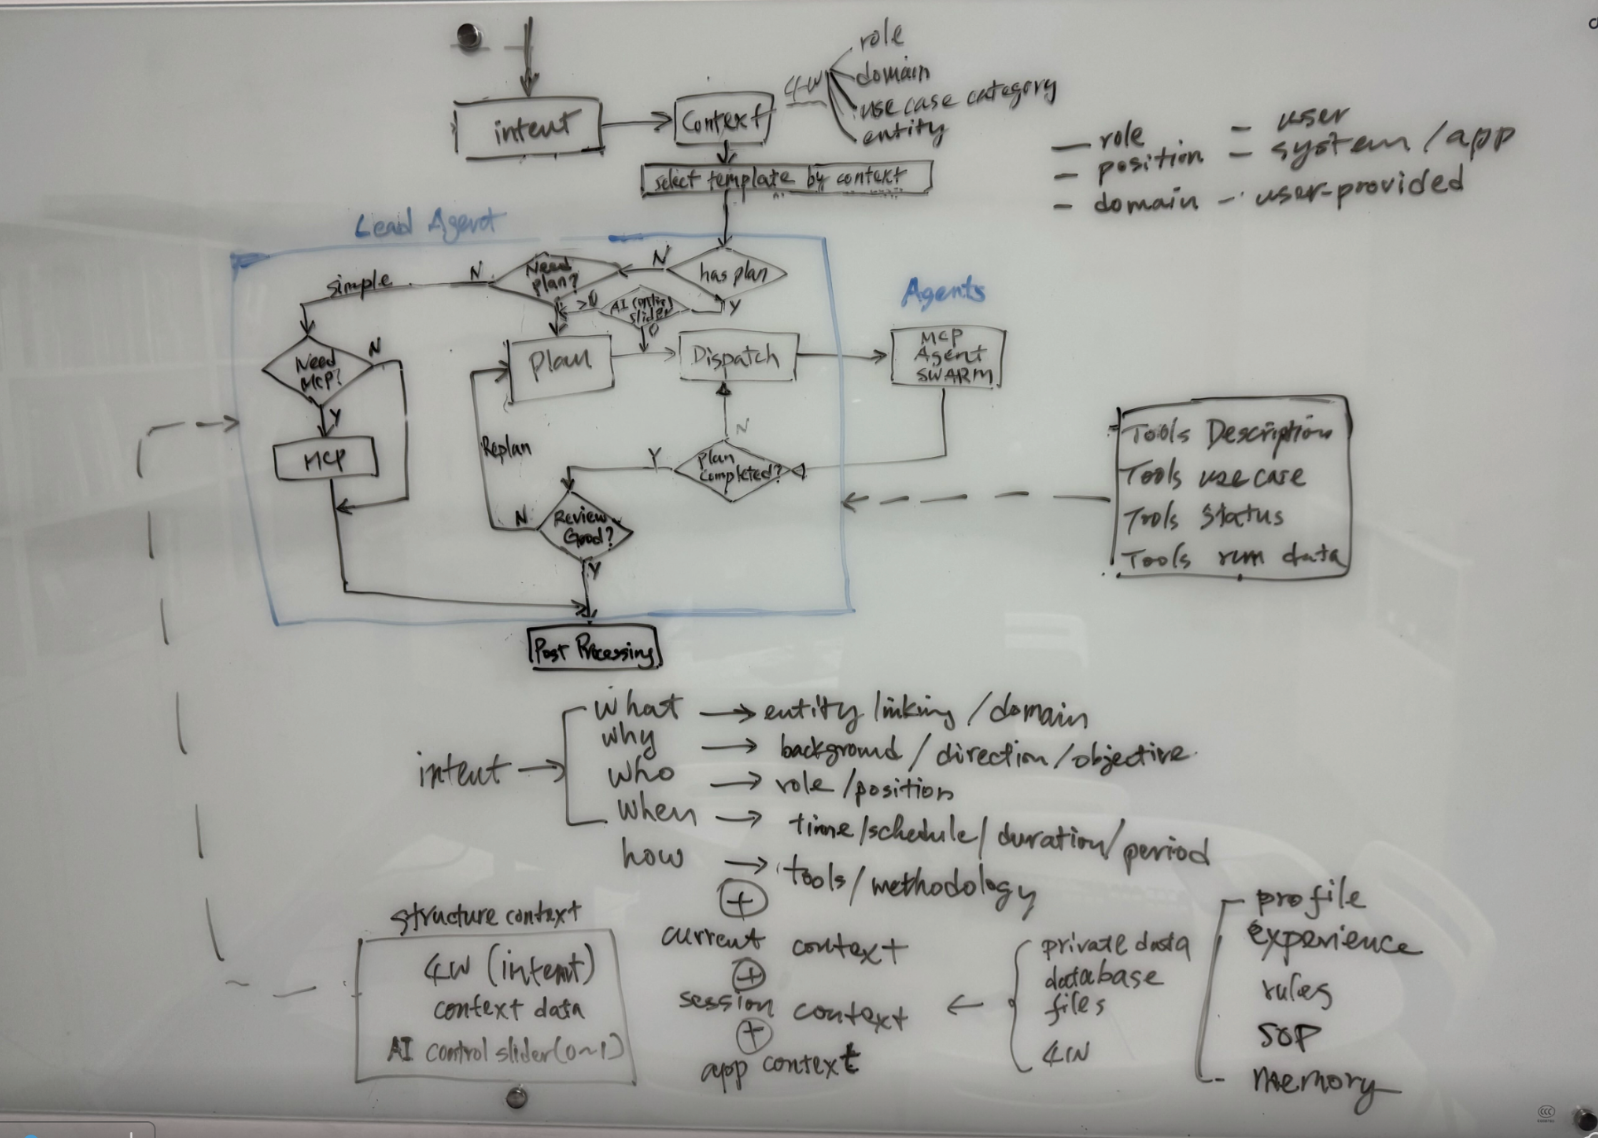 intent
Context
4W
role
domain
use case category
entity
select template by context
— role = user
— position = system/app
— domain — user-provided
Lead Agent
has plan
N
Y
Need plan?
N
simple
AI control slider
>0
0
Need MCP?
N
Y
MCP
Plan
Dispatch
Agents
MCP
Agent
SWARM
Replan
Plan Completed?
N
Y
Review Good?
N
Y
Post Processing
Tools Description
Tools use case
Tools Status
Tools run data
intent
what → entity linking / domain
why → background / direction / objective
who → role / position
when → time/schedule/duration/period
how → tools/methodology
+
current context
+
session context
+
app context
private data
database
files
4W
profile
experience
rules
SOP
memory
structure context
4W (intent)
context data
AI control slider (0~1)